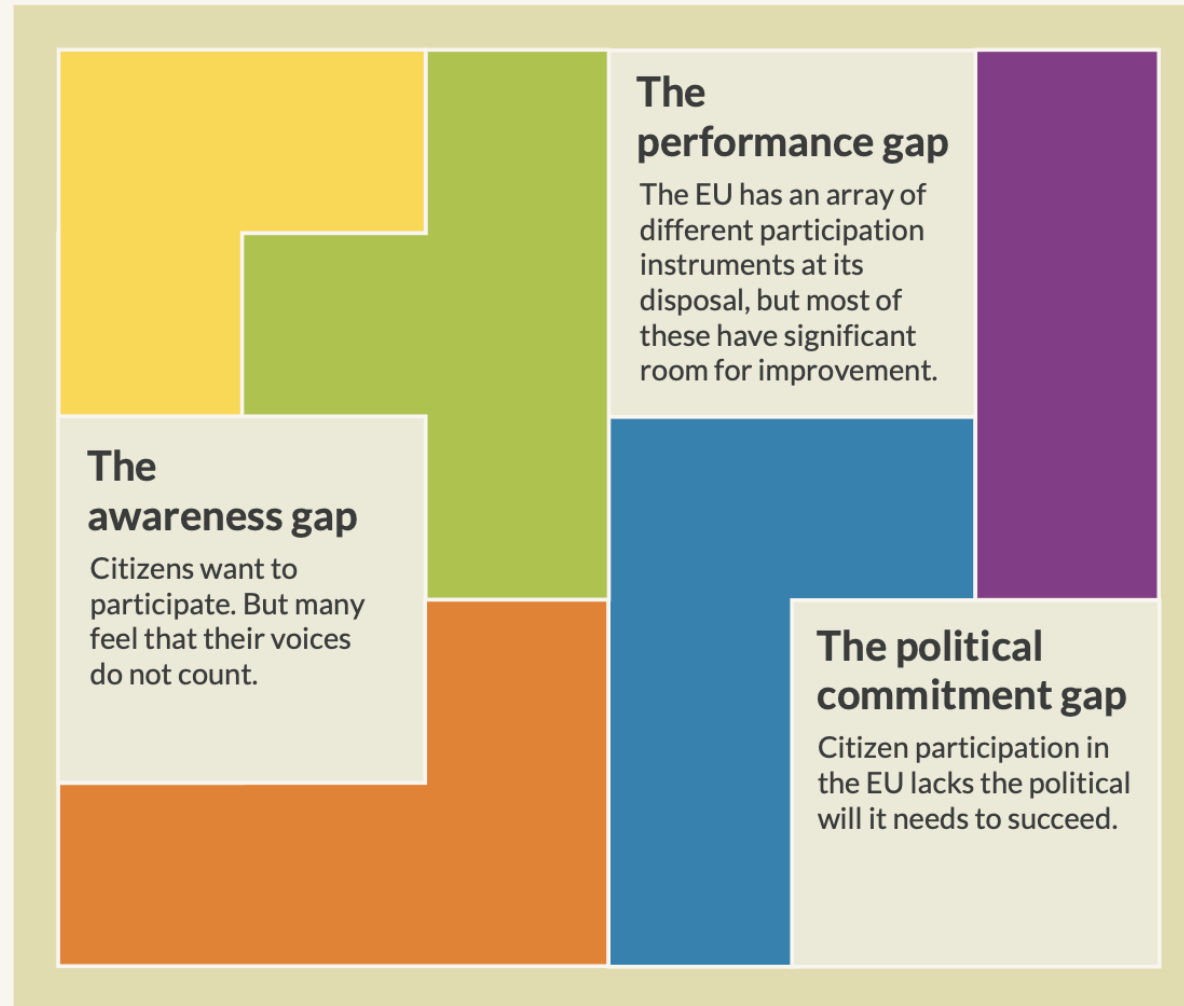 The
performance gap
The EU has an array of
different participation
instruments at its
disposal, but most of
these have significant
room for improvement.
The
awareness gap
Citizens want to
participate. But many
feel that their voices
do not count.
The political
commitment gap
Citizen participation in
the EU lacks the political
will it needs to succeed.